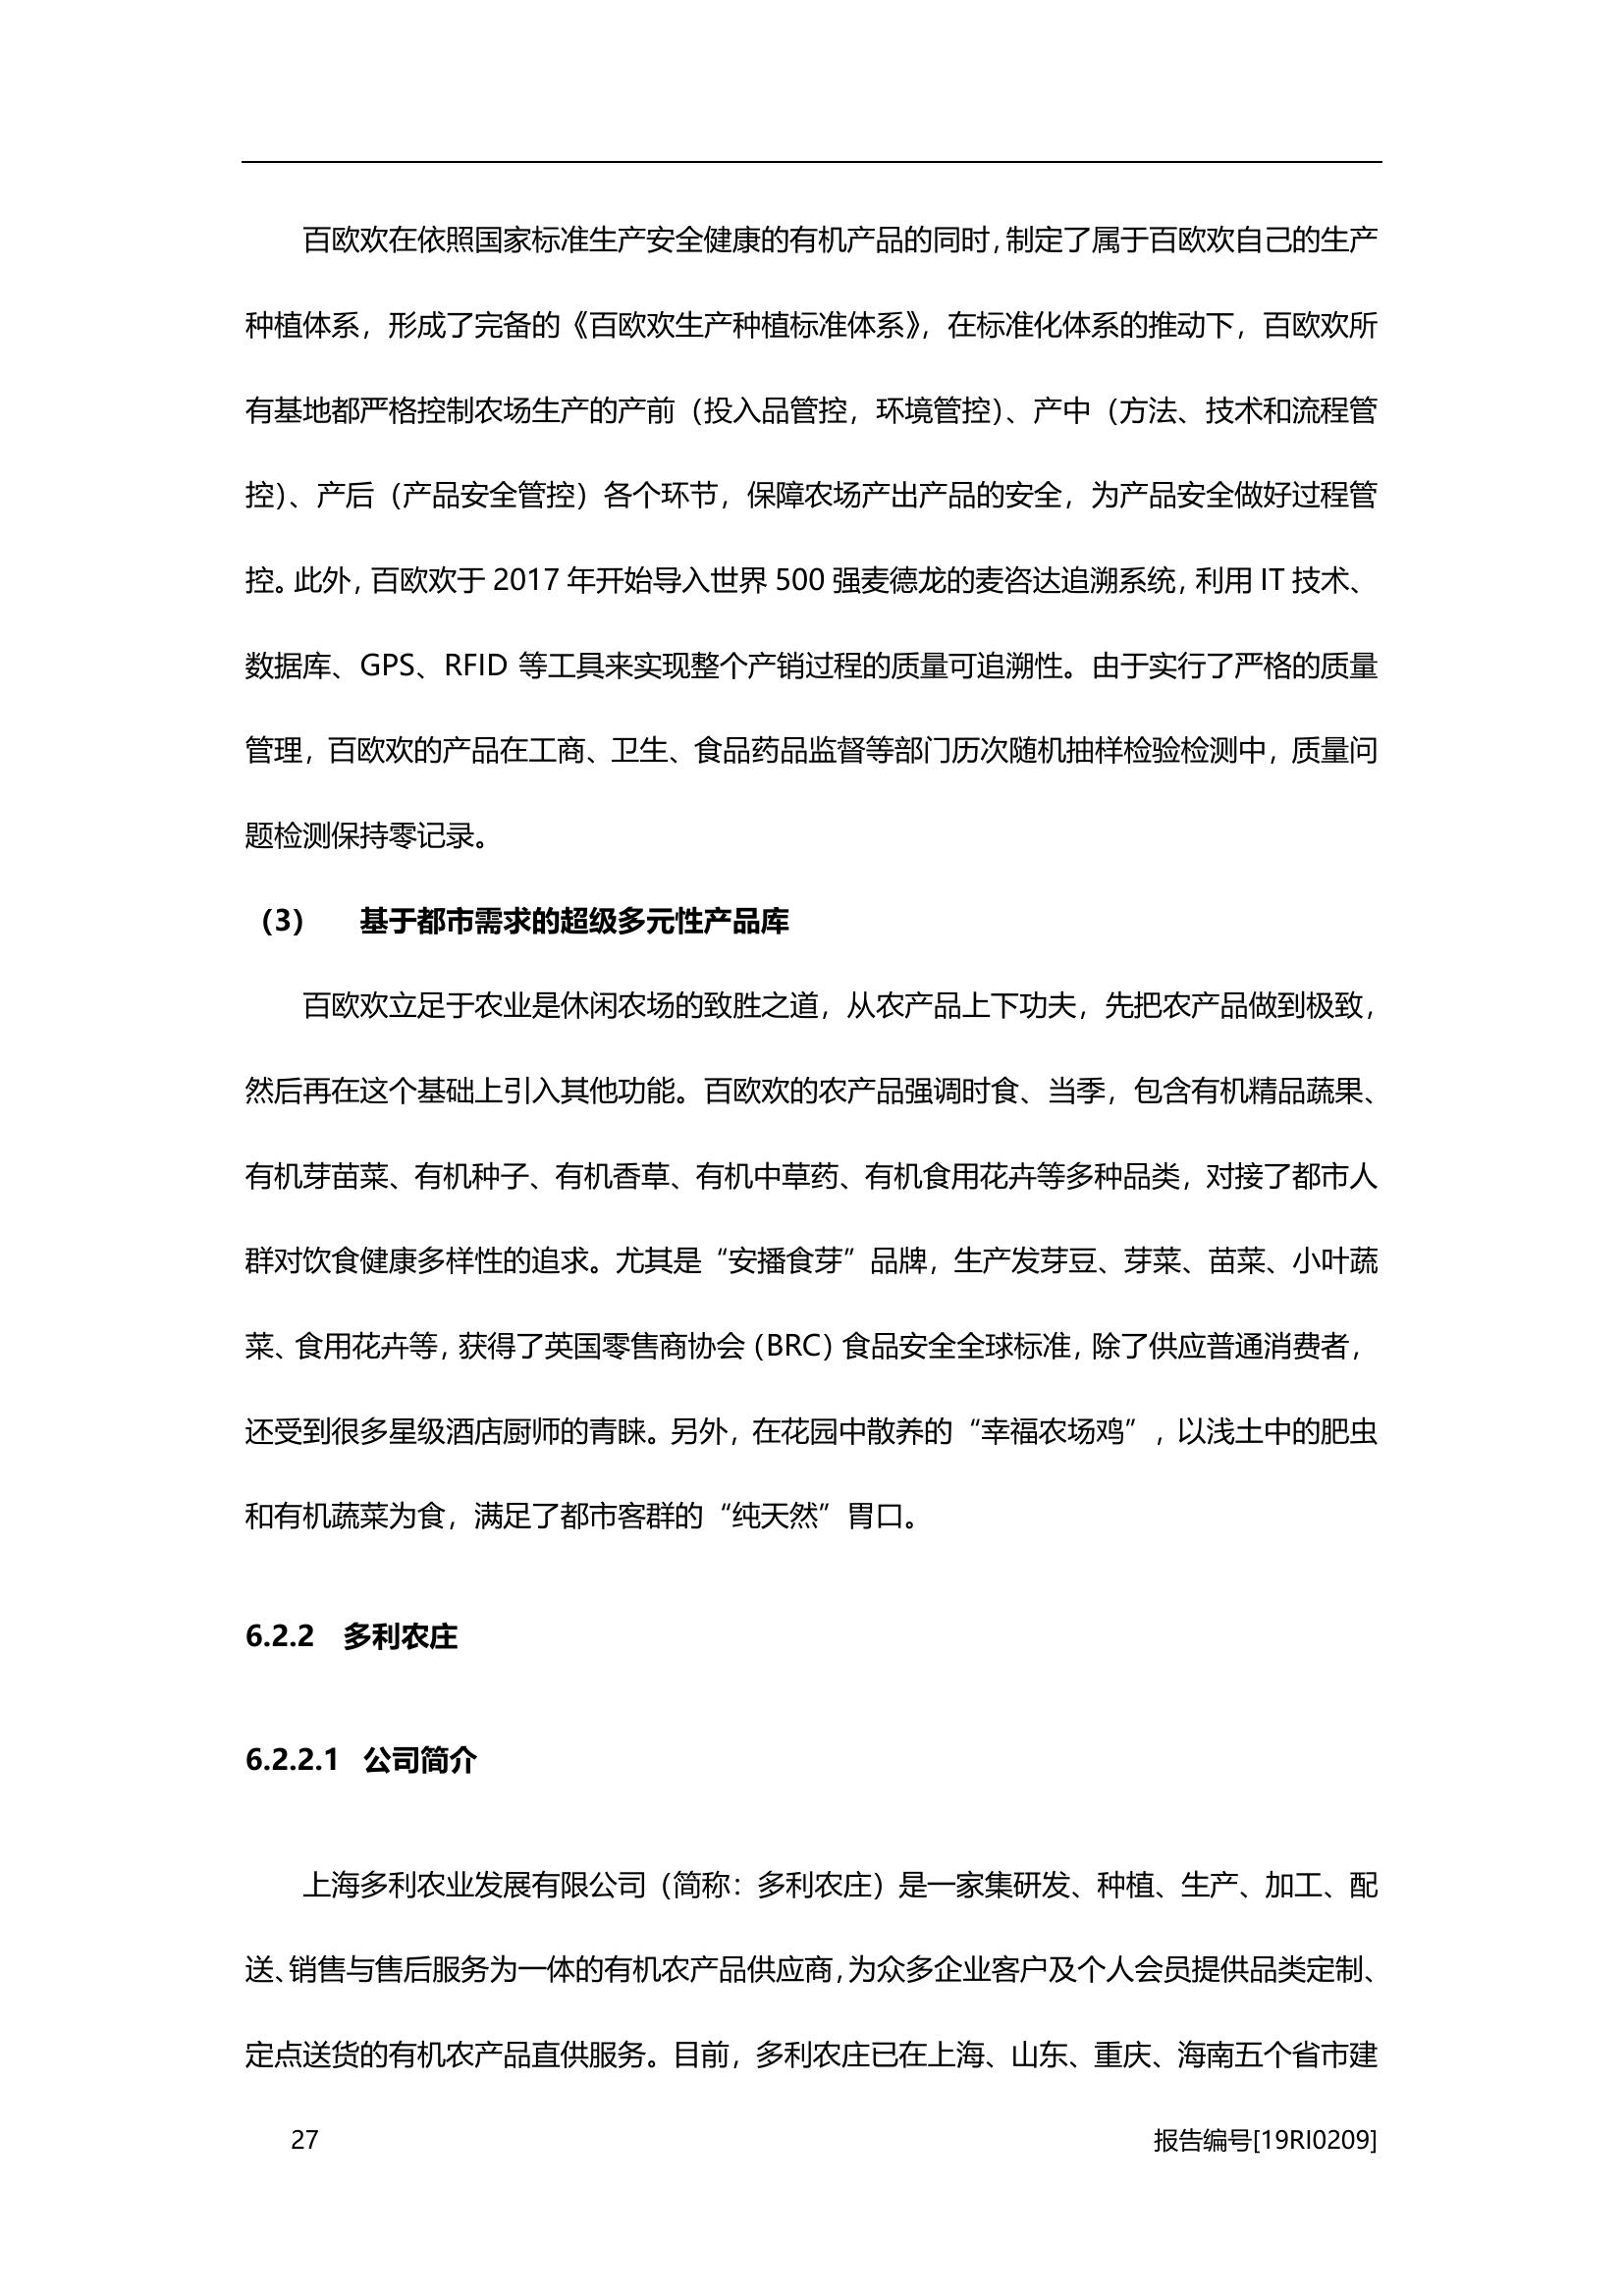 百欧欢在依照国家标准生产安全健康的有机产品的同时，制定了属于百欧欢自己的生产
种植体系，形成了完备的《百欧欢生产种植标准体系》，在标准化体系的推动下，百欧欢所
有基地都严格控制农场生产的产前（投入品管控，环境管控）、产中（方法、技术和流程管
控）、产后（产品安全管控）各个环节，保障农场产出产品的安全，为产品安全做好过程管
控。此外，百欧欢于 2017 年开始导入世界 500 强麦德龙的麦咨达追溯系统，利用 IT 技术、
数据库、GPS、RFID 等工具来实现整个产销过程的质量可追溯性。由于实行了严格的质量
管理，百欧欢的产品在工商、卫生、食品药品监督等部门历次随机抽样检验检测中，质量问
题检测保持零记录。
（3） 基于都市需求的超级多元性产品库
百欧欢立足于农业是休闲农场的致胜之道，从农产品上下功夫，先把农产品做到极致，
然后再在这个基础上引入其他功能。百欧欢的农产品强调时食、当季，包含有机精品蔬果、
有机芽苗菜、有机种子、有机香草、有机中草药、有机食用花卉等多种品类，对接了都市人
群对饮食健康多样性的追求。尤其是“安播食芽”品牌，生产发芽豆、芽菜、苗菜、小叶蔬
菜、食用花卉等，获得了英国零售商协会（BRC）食品安全全球标准，除了供应普通消费者，
还受到很多星级酒店厨师的青睐。另外，在花园中散养的“幸福农场鸡”，以浅土中的肥虫
和有机蔬菜为食，满足了都市客群的“纯天然”胃口。
6.2.2 多利农庄
6.2.2.1 公司简介
上海多利农业发展有限公司（简称：多利农庄）是一家集研发、种植、生产、加工、配
送、销售与售后服务为一体的有机农产品供应商，为众多企业客户及个人会员提供品类定制、
定点送货的有机农产品直供服务。目前，多利农庄已在上海、山东、重庆、海南五个省市建
27 报告编号[19RI0209]